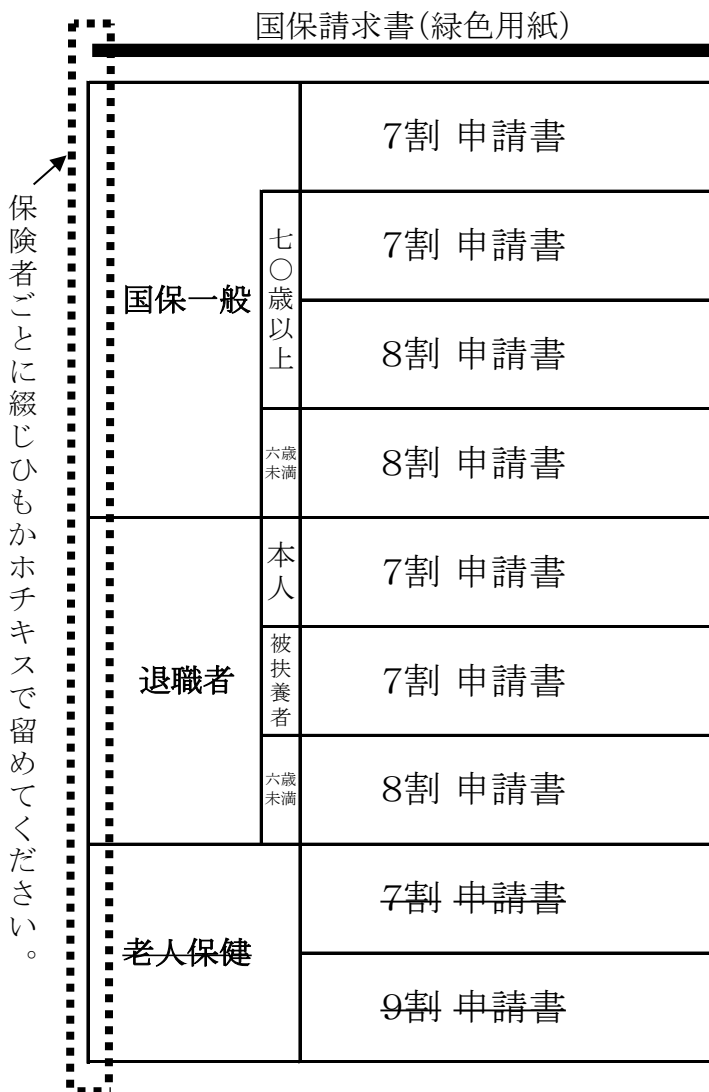 国保請求書(緑色用紙)
保険者ごとに綴じひもかホチキスで留めてください。
国保一般
7割 申請書
七〇歳以上
7割 申請書
8割 申請書
六歳未満
8割 申請書
退職者
本人
7割 申請書
被扶養者
7割 申請書
六歳未満
8割 申請書
老人保健
7割 申請書
9割 申請書